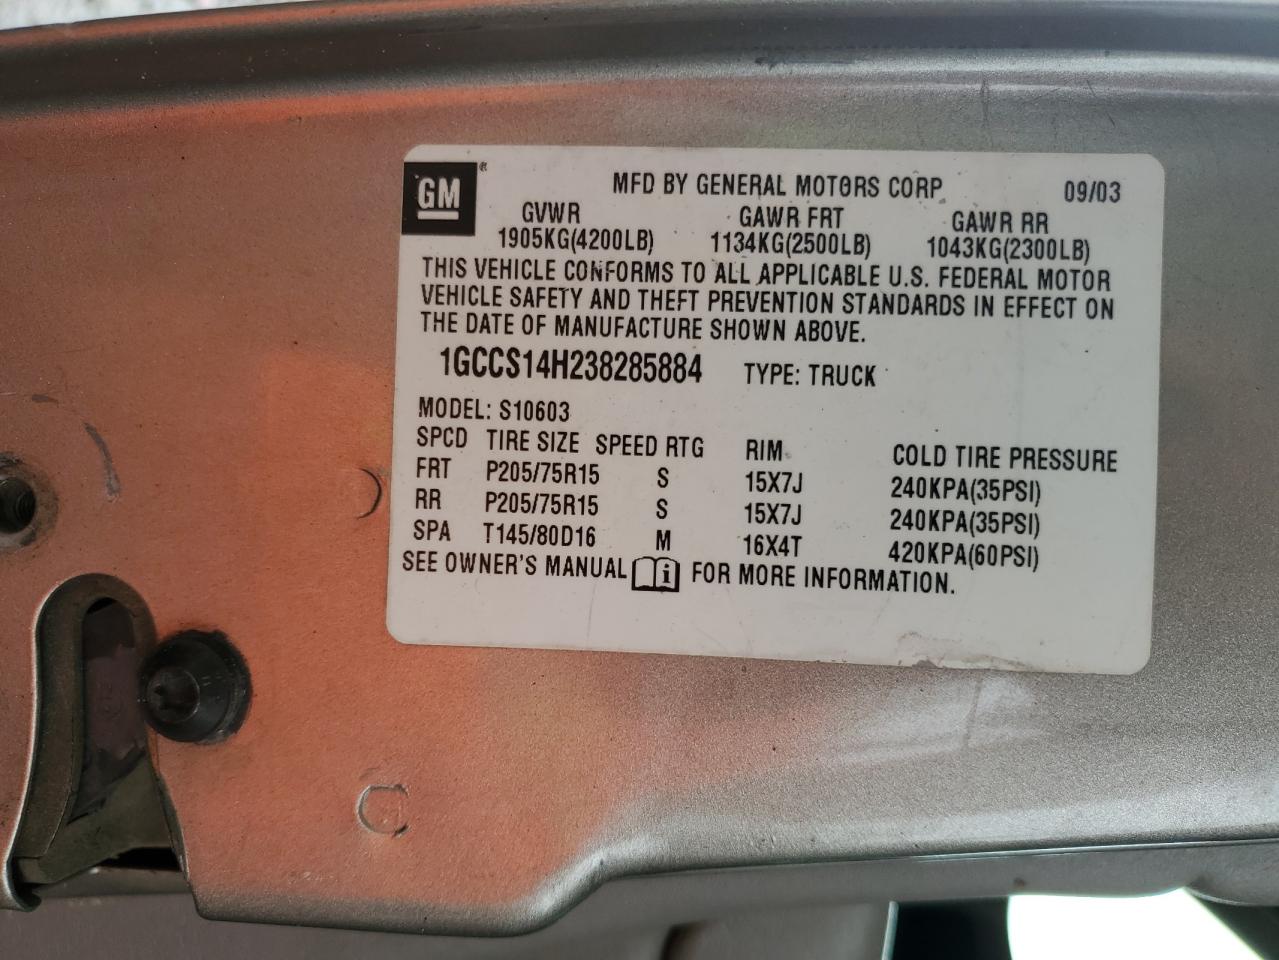 GM ® MFD BY GENERAL MOTORS CORP 09/03
GVWR GAWR FRT GAWR RR
1905KG(4200LB) 1134KG(2500LB) 1043KG(2300LB)
THIS VEHICLE CONFORMS TO ALL APPLICABLE U.S. FEDERAL MOTOR
VEHICLE SAFETY AND THEFT PREVENTION STANDARDS IN EFFECT ON
THE DATE OF MANUFACTURE SHOWN ABOVE.
1GCCS14H238285884 TYPE: TRUCK
MODEL: S10603
SPCD TIRE SIZE SPEED RTG RIM COLD TIRE PRESSURE
FRT P205/75R15 S 15X7J 240KPA(35PSI)
RR P205/75R15 S 15X7J 240KPA(35PSI)
SPA T145/80D16 M 16X4T 420KPA(60PSI)
SEE OWNER'S MANUAL i FOR MORE INFORMATION.